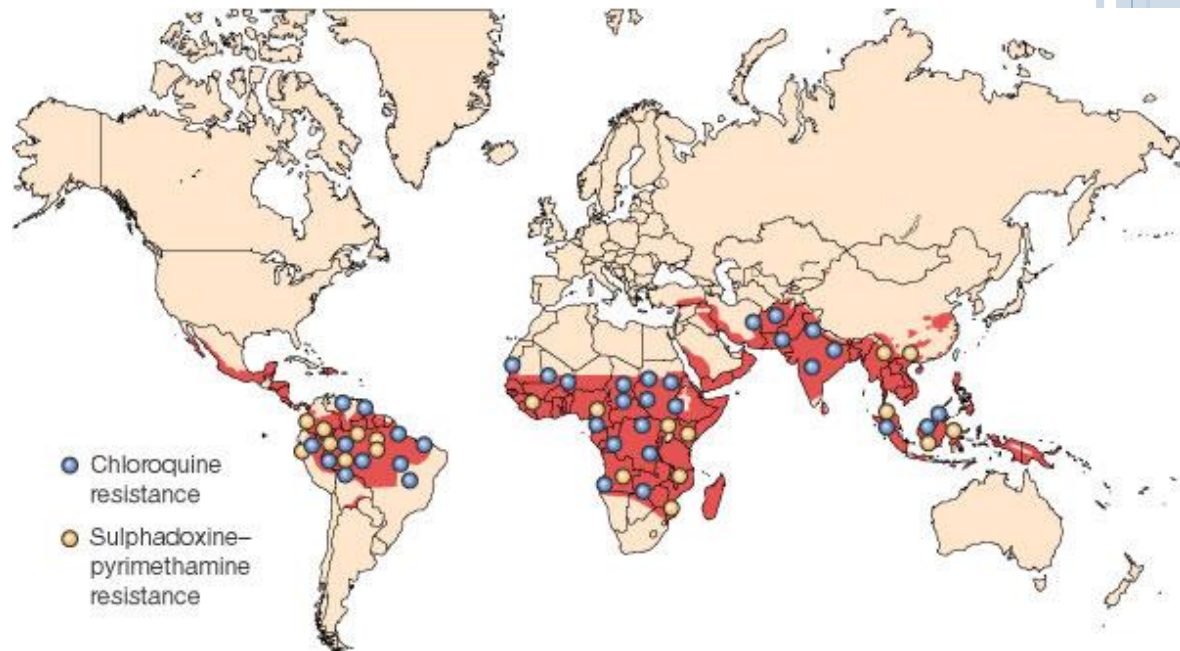 Chloroquine
resistance
Sulphadoxine–
pyrimethamine
resistance